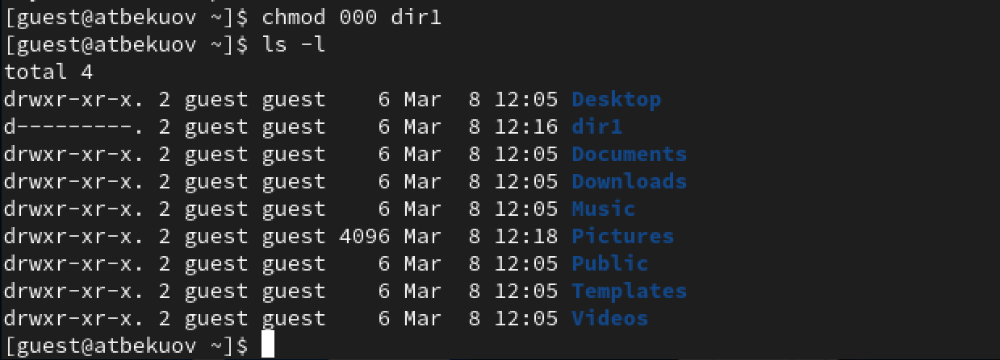 [guest@atbekuov ~]$ chmod 000 dir1
[guest@atbekuov ~]$ ls -l
total 4
drwxr-xr-x. 2 guest guest    6 Mar  8 12:05 Desktop
d---------. 2 guest guest    6 Mar  8 12:16 dir1
drwxr-xr-x. 2 guest guest    6 Mar  8 12:05 Documents
drwxr-xr-x. 2 guest guest    6 Mar  8 12:05 Downloads
drwxr-xr-x. 2 guest guest    6 Mar  8 12:05 Music
drwxr-xr-x. 2 guest guest 4096 Mar  8 12:18 Pictures
drwxr-xr-x. 2 guest guest    6 Mar  8 12:05 Public
drwxr-xr-x. 2 guest guest    6 Mar  8 12:05 Templates
drwxr-xr-x. 2 guest guest    6 Mar  8 12:05 Videos
[guest@atbekuov ~]$